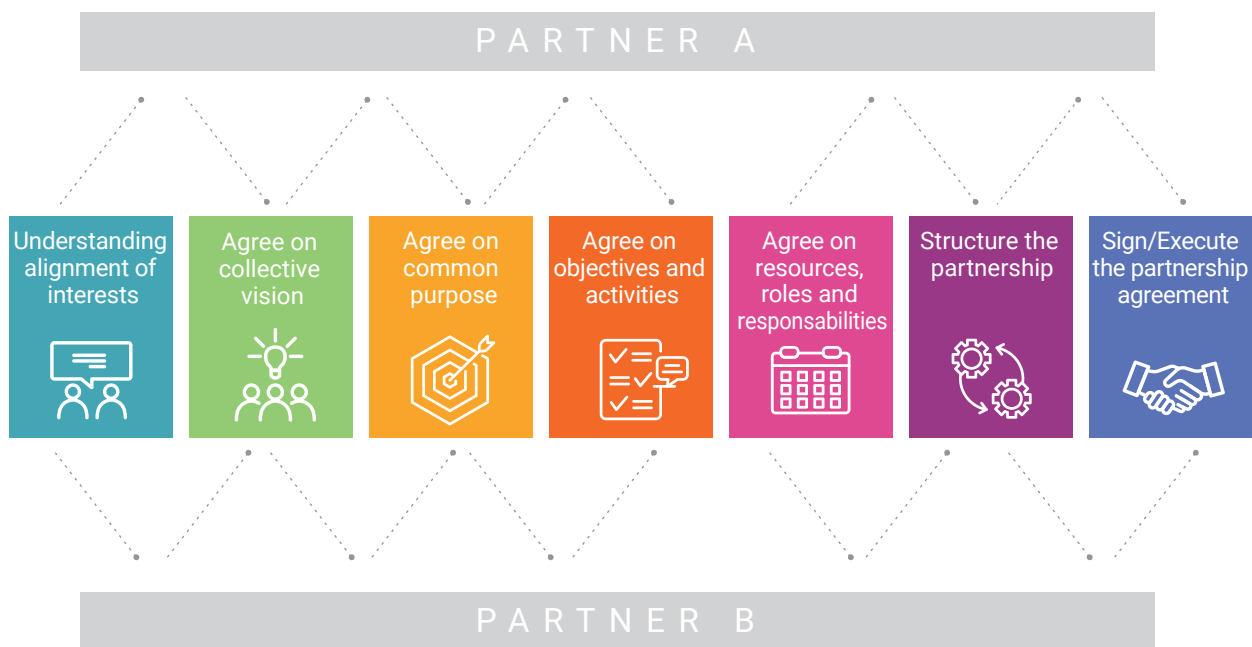 PARTNER A
Understanding
alignment of
interests
Agree on
collective
vision
Agree on
common
purpose
Agree on
objectives and
activities
Agree on
resources,
roles and
responsabilities
Structure the
partnership
Sign/Execute
the partnership
agreement
PARTNER B